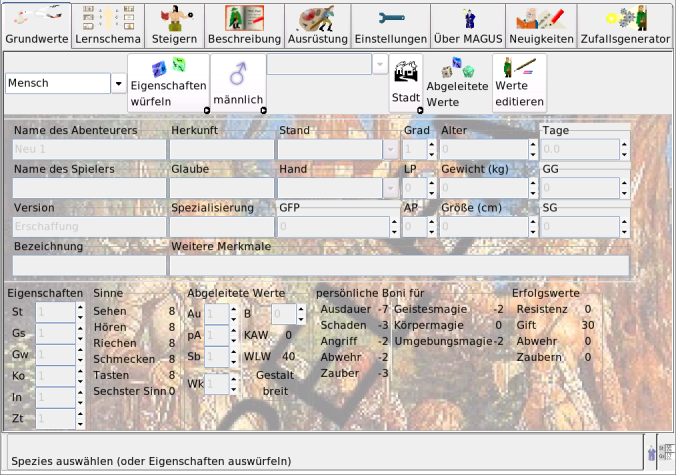 Grundwerte Lernschema Steigern Beschreibung Ausrüstung Einstellungen Über MAGUS Neuigkeiten Zufallsgenerator
Mensch
Eigenschaften
würfeln
männlich
Stadt
Abgeleitete
Werte
Werte
editieren
Name des Abenteurers Herkunft Stand Grad Alter Tage
Neu 1 1 0 0.0
Name des Spielers Glaube Hand LP Gewicht (kg) GG
0 0 0
Version Spezialisierung GFP AP Größe (cm) SG
Erschaffung 0 0 0 0
Bezeichnung Weitere Merkmale
Eigenschaften
St 1
Gs 1
Gw 1
Ko 1
In 1
Zt 1
Sinne
Sehen 8
Hören 8
Riechen 8
Schmecken 8
Tasten 8
Sechster Sinn 0
Abgeleitete Werte
Au 1 B 0
pA 1 KAW 0
Sb 1 WLW 40
Wk 1 Gestalt
breit
persönliche Boni für
Ausdauer -7 Geistesmagie -2
Schaden -3 Körpermagie 0
Angriff -2 Umgebungsmagie -2
Abwehr -2
Zauber -3
Erfolgswerte
Resistenz 0
Gift 30
Abwehr 0
Zaubern 0
Spezies auswählen (oder Eigenschaften auswürfeln)